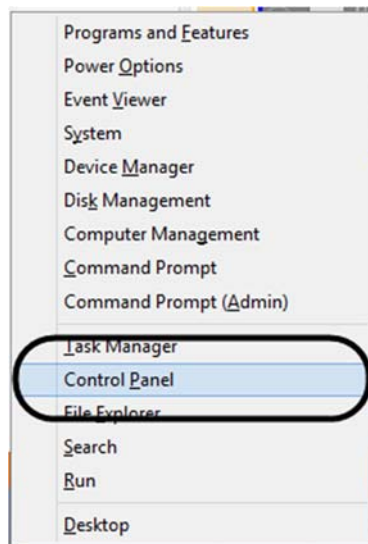 Programs and Features
Power Options
Event Viewer
System
Device Manager
Disk Management
Computer Management
Command Prompt
Command Prompt (Admin)
Task Manager
Control Panel
File Explorer
Search
Run
Desktop